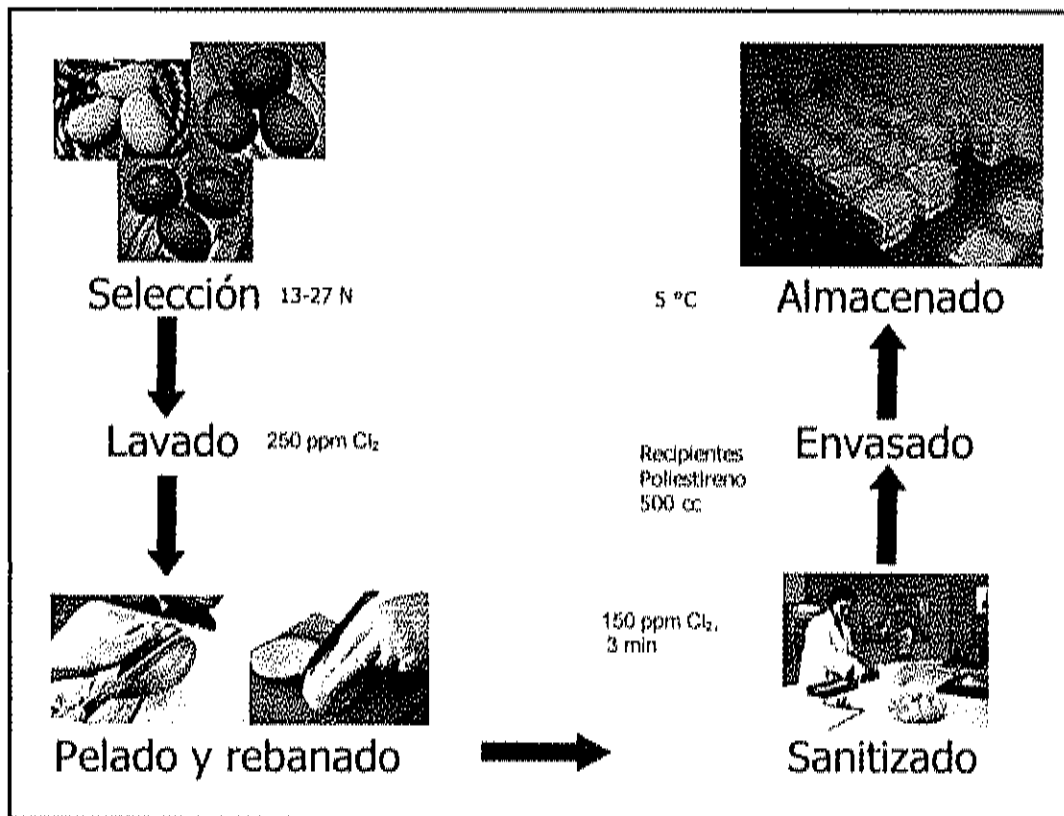 Selección 13-27 N
Lavado 250 ppm Cl₂
Pelado y rebanado
150 ppm Cl₂,
3 min
Sanitizado
Recipientes
Poliestireno
500 cc
Envasado
5 °C Almacenado